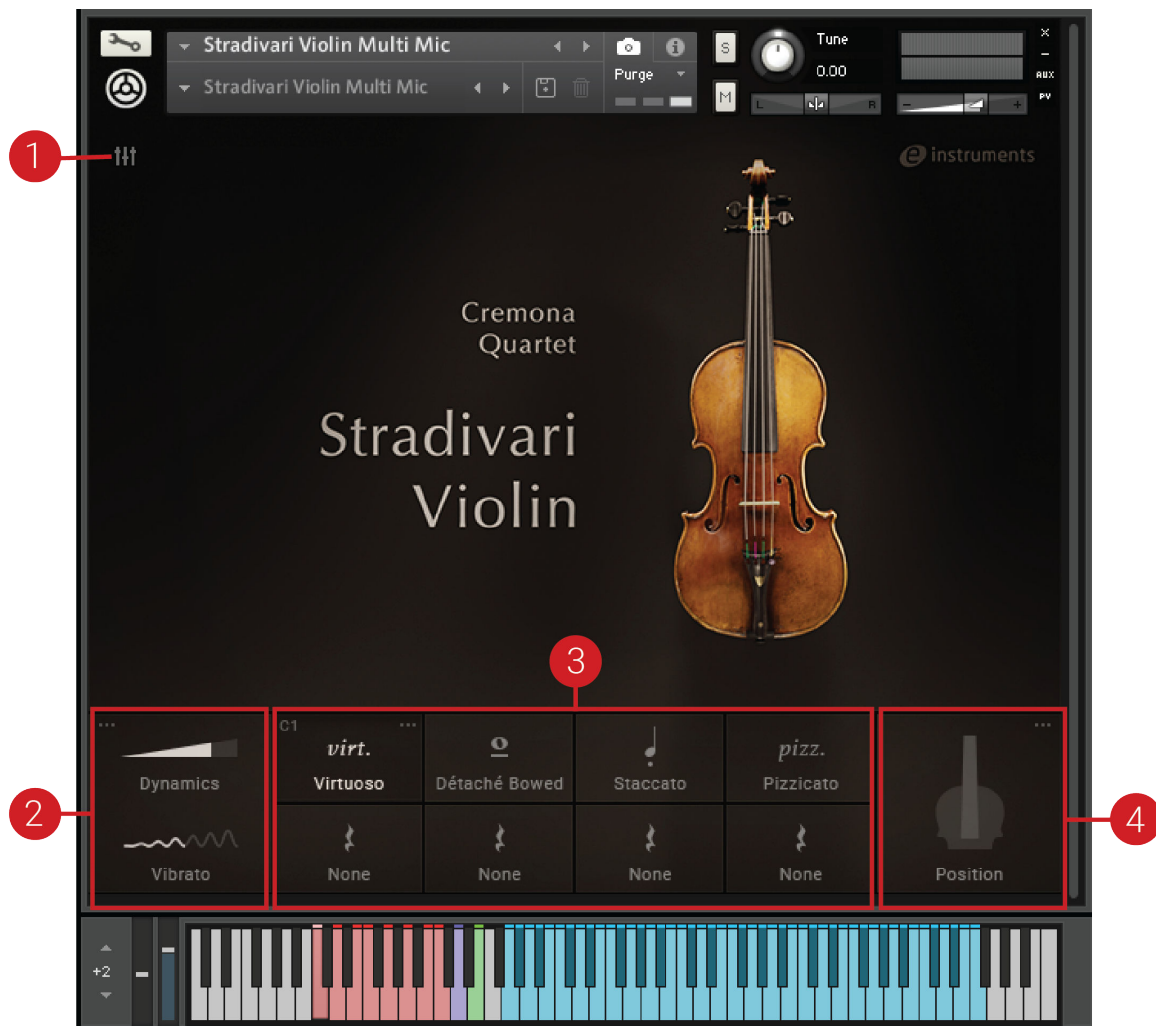 Stradivari Violin Multi Mic
Stradivari Violin Multi Mic
Purge
S
M
Tune
0.00
L R
- +
×
–
AUX
PV
1
e instruments
Cremona
Quartet
Stradivari
Violin
3
2
4
C1
virt.
pizz.
Dynamics
Virtuoso
Détaché Bowed
Staccato
Pizzicato
Vibrato
None
None
None
None
Position
+2